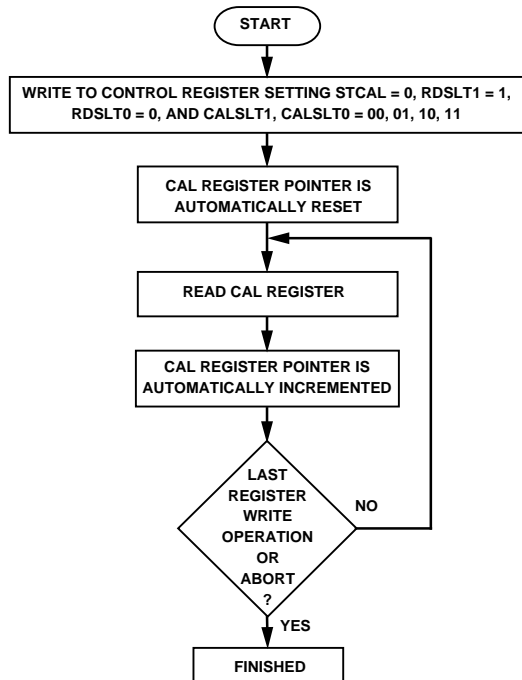 START
WRITE TO CONTROL REGISTER SETTING STCAL = 0, RDSLT1 = 1,
RDSLT0 = 0, AND CALSLT1, CALSLT0 = 00, 01, 10, 11
CAL REGISTER POINTER IS
AUTOMATICALLY RESET
READ CAL REGISTER
CAL REGISTER POINTER IS
AUTOMATICALLY INCREMENTED
LAST
REGISTER
WRITE
OPERATION
OR
ABORT
?
NO
YES
FINISHED